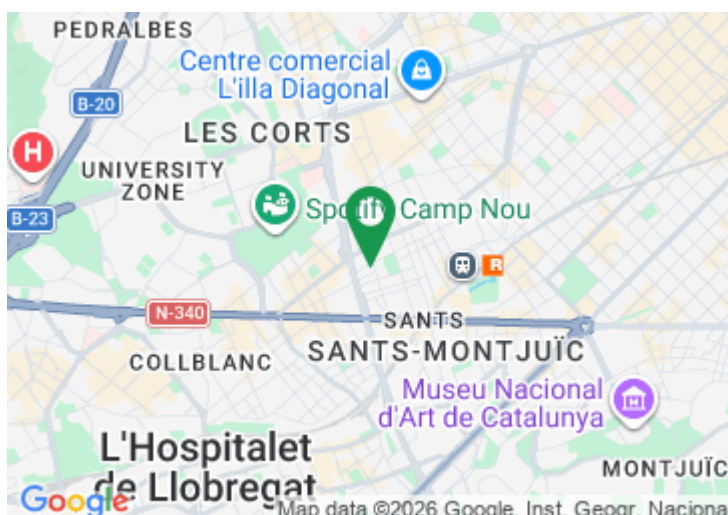 PEDRALBES
Centre comercial
L'illa Diagonal
B-20
LES CORTS
H
UNIVERSITY
ZONE
Spotify Camp Nou
B-23
R
N-340
SANTS
SANTS-MONTJUÏC
COLLBLANC
Museu Nacional
d'Art de Catalunya
L'Hospitalet
de Llobregat
MONTJUÏC
Google
Map data ©2026 Google, Inst. Geogr. Naciona